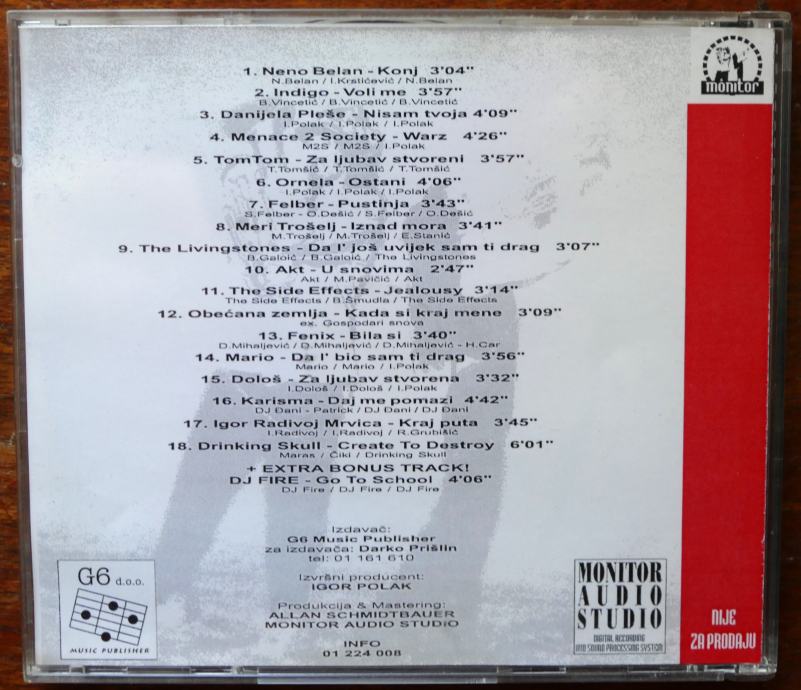 1. Neno Belan - Konj 3'04"
N.Belan / I.Krstičević / N.Belan
2. Indigo - Voli me 3'57"
B.Vincetić / B.Vincetić / B.Vincetić
3. Danijela Pleše - Nisam tvoja 4'09"
I.Polak / I.Polak / I.Polak
4. Menace 2 Society - Warz 4'26"
M2S / M2S / I.Polak
5. TomTom - Za ljubav stvoreni 3'57"
T.Tomšić / T.Tomšić / T.Tomšić
6. Ornela - Ostani 4'06"
I.Polak / I.Polak / I.Polak
7. Felber - Pustinja 3'43"
S.Felber - O.Dešić / S.Felber / O.Dešić
8. Meri Trošelj - Iznad mora 3'41"
M.Trošelj / M.Trošelj / E.Stanić
9. The Livingstones - Da l' još uvijek sam ti drag 3'07"
B.Galoić / B.Galoić / The Livingstones
10. Akt - U snovima 2'47"
Akt / M.Pavičić / Akt
11. The Side Effects - Jealousy 3'14"
The Side Effects / B.Šmudla / The Side Effects
12. Obećana zemlja - Kada si kraj mene 3'09"
ex. Gospodari snova
13. Fenix - Bila si 3'40"
D.Mihaljević / D.Mihaljević / D.Mihaljević - H.Car
14. Mario - Da l' bio sam ti drag 3'56"
Mario / Mario / I.Polak
15. Dološ - Za ljubav stvorena 3'32"
I.Dološ / I.Dološ / I.Polak
16. Karisma - Daj me pomazi 4'42"
DJ Đani - Patrick / DJ Đani / DJ Đani
17. Igor Radivoj Mrvica - Kraj puta 3'45"
I.Radivoj / I.Radivoj / R.Grubišić
18. Drinking Skull - Create To Destroy 6'01"
Maras / Čiki / Drinking Skull
+ EXTRA BONUS TRACK!
DJ FIRE - Go To School 4'06"
DJ Fire / DJ Fire / DJ Fire
Izdavač:
G6 Music Publisher
za izdavača: Darko Prišlin
tel: 01 161 610
Izvršni producent:
IGOR POLAK
Produkcija & Mastering:
ALLAN SCHMIDTBAUER
MONITOR AUDIO STUDiO
INFO
01 224 008
G6 d.o.o.
MUSIC PUBLISHER
MONITOR
AUDIO
STUDIO
DIGITAL RECORDING
AND SOUND PROCESSING SYSTEM
monitor
NIJE
ZA PRODAJU